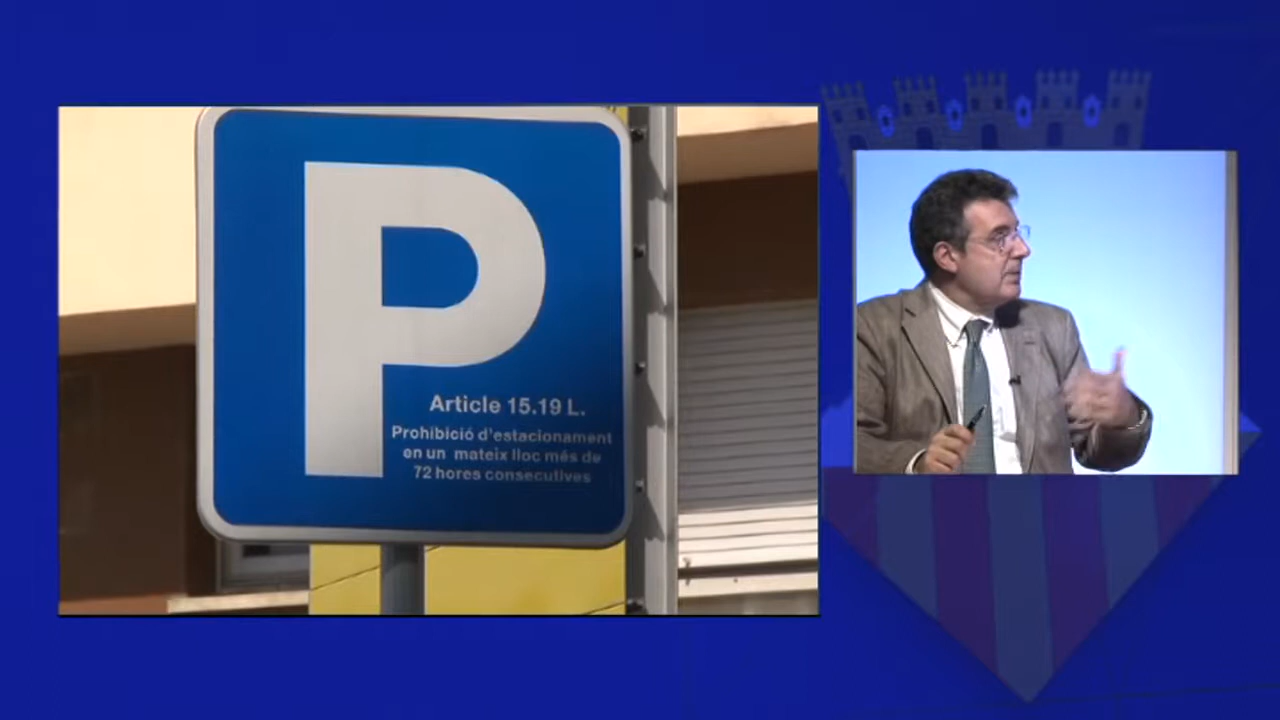 P
Article 15.19 L.
Prohibició d'estacionament
en un mateix lloc més de
72 hores consecutives